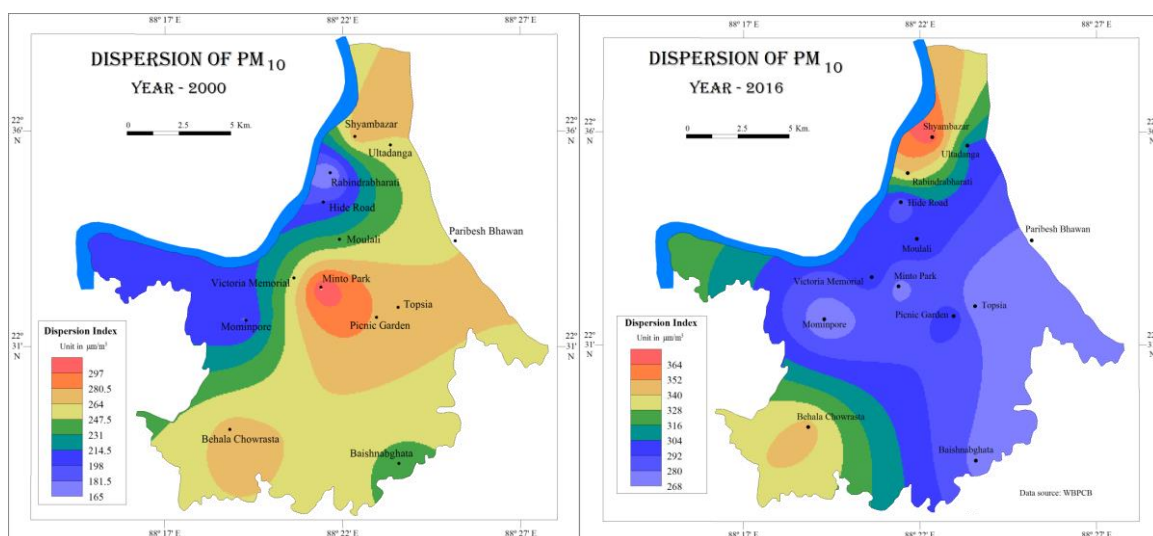 88° 17' E
88° 22' E
88° 27' E
DISPERSION OF PM10
YEAR - 2000
0
2.5
5 Km.
22°
36'
N
Shyambazar
Ultadanga
Rabindrabharati
Hide Road
Moulali
Paribesh Bhawan
Victoria Memorial
Minto Park
Topsia
Picnic Garden
Mominpore
22°
31'
N
Dispersion Index
Unit in µm/m³
297
280.5
264
247.5
231
214.5
198
181.5
165
Behala Chowrasta
Baishnabghata
88° 17' E
88° 22' E
88° 27' E
88° 17' E
88° 22' E
88° 27' E
DISPERSION OF PM10
YEAR - 2016
0
2.5
5 Km.
22°
36'
N
Shyambazar
Ultadanga
Rabindrabharati
Hide Road
Moulali
Paribesh Bhawan
Victoria Memorial
Minto Park
Topsia
Picnic Garden
Mominpore
22°
31'
N
Dispersion Index
Unit in µm/m³
364
352
340
328
316
304
292
280
268
Behala Chowrasta
Baishnabghata
Data source: WBPCB
88° 17' E
88° 22' E
88° 27' E